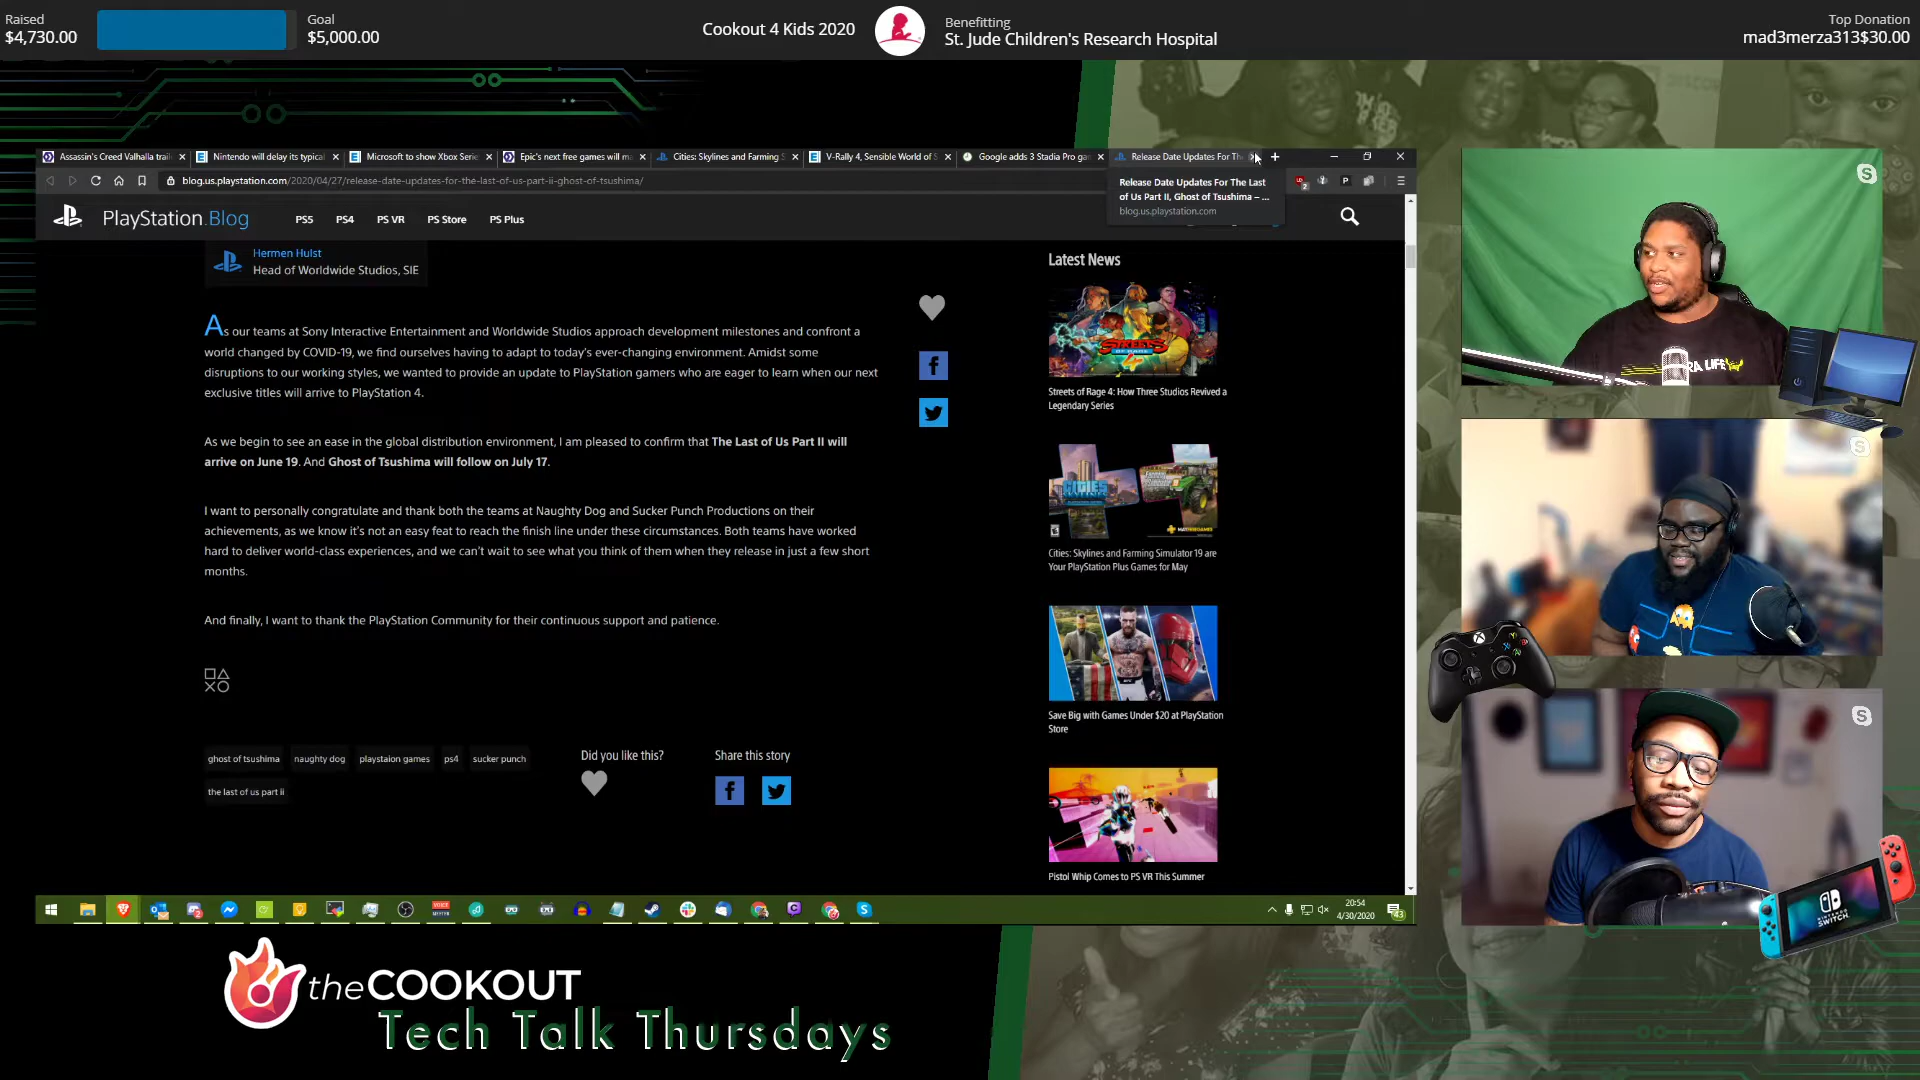 Raised
$4,730.00
Goal
$5,000.00
Cookout 4 Kids 2020
Benefitting
St. Jude Children's Research Hospital
Top Donation
mad3merza313$30.00
Assassin's Creed Valhalla trail
Nintendo will delay its typical
Microsoft to show Xbox Serie
Epic's next free games will ma
Cities: Skylines and Farming S
V-Rally 4, Sensible World of S
Google adds 3 Stadia Pro ga
Release Date Updates For The
blog.us.playstation.com/2020/04/27/release-date-updates-for-the-last-of-us-part-ii-ghost-of-tsushima/
Release Date Updates For The Last
of Us Part II, Ghost of Tsushima – ...
blog.us.playstation.com
PlayStation.Blog
PS5
PS4
PS VR
PS Store
PS Plus
Hermen Hulst
Head of Worldwide Studios, SIE
As our teams at Sony Interactive Entertainment and Worldwide Studios approach development milestones and confront a
world changed by COVID-19, we find ourselves having to adapt to today's ever-changing environment. Amidst some
disruptions to our working styles, we wanted to provide an update to PlayStation gamers who are eager to learn when our next
exclusive titles will arrive to PlayStation 4.
As we begin to see an ease in the global distribution environment, I am pleased to confirm that The Last of Us Part II will
arrive on June 19. And Ghost of Tsushima will follow on July 17.
I want to personally congratulate and thank both the teams at Naughty Dog and Sucker Punch Productions on their
achievements, as we know it's not an easy feat to reach the finish line under these circumstances. Both teams have worked
hard to deliver world-class experiences, and we can't wait to see what you think of them when they release in just a few short
months.
And finally, I want to thank the PlayStation Community for their continuous support and patience.
ghost of tsushima
naughty dog
playstaion games
ps4
sucker punch
the last of us part ii
Did you like this?
Share this story
Latest News
Streets of Rage 4: How Three Studios Revived a
Legendary Series
Cities: Skylines and Farming Simulator 19 are
Your PlayStation Plus Games for May
Save Big with Games Under $20 at PlayStation
Store
Pistol Whip Comes to PS VR This Summer
20:54
4/30/2020
43
RA LIFE
NINTENDO
SWITCH
theCOOKOUT
Tech Talk Thursdays